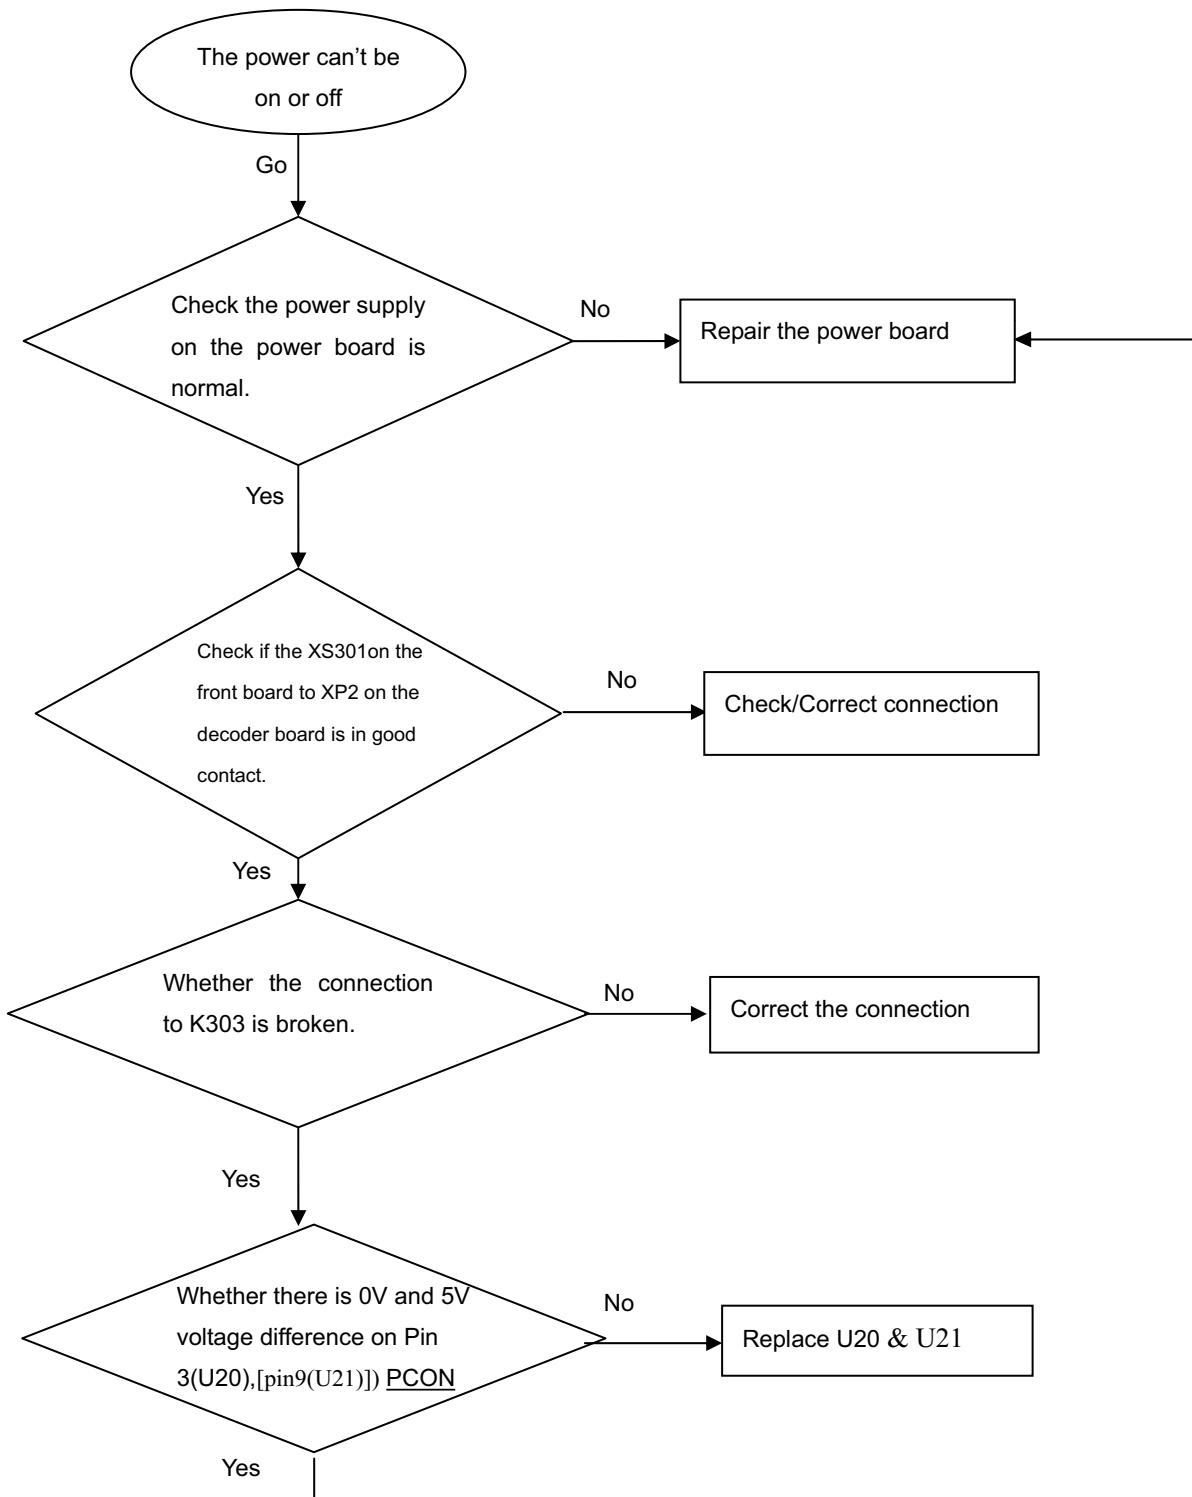 The power can't be
on or off
Go
Check the power supply
on the power board is
normal.
No
Repair the power board
Yes
Check if the XS301on the
front board to XP2 on the
decoder board is in good
contact.
No
Check/Correct connection
Yes
Whether the connection
to K303 is broken.
No
Correct the connection
Yes
Whether there is 0V and 5V
voltage difference on Pin
3(U20),[pin9(U21)]) PCON
No
Replace U20 & U21
Yes